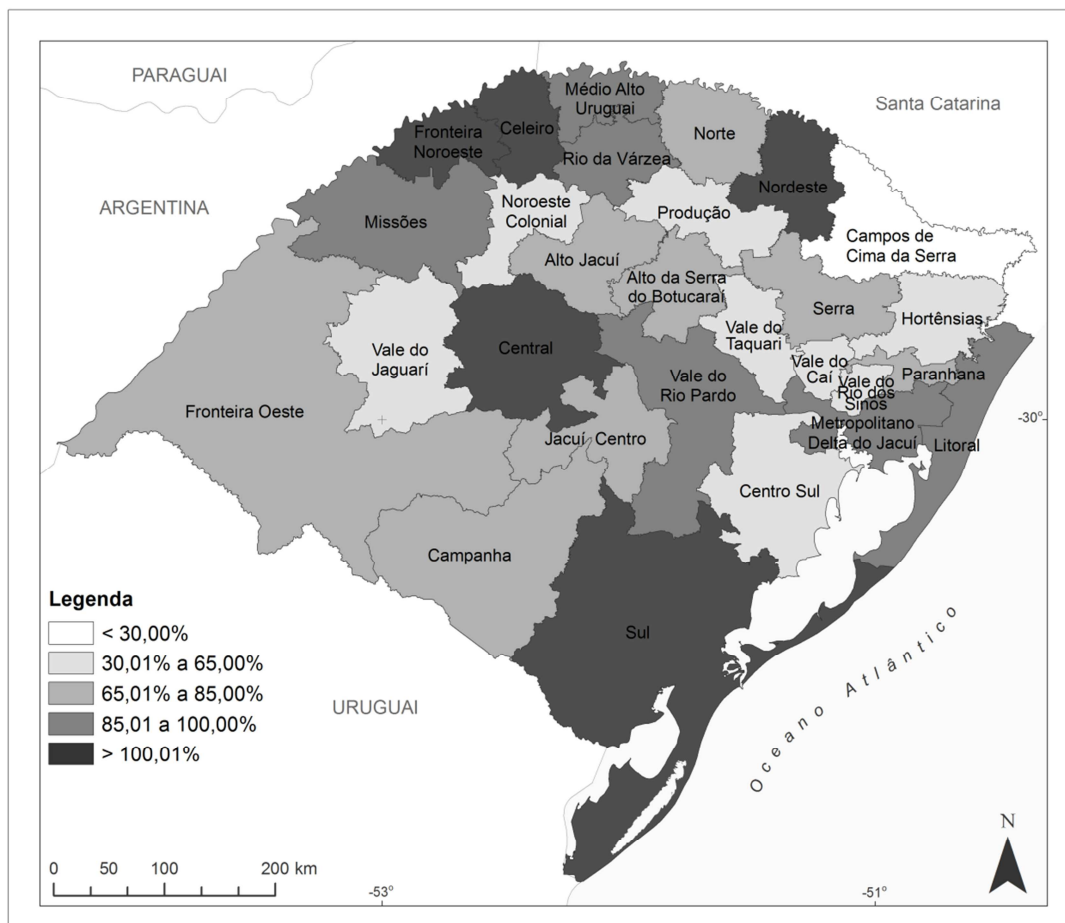 PARAGUAI
Santa Catarina
ARGENTINA
Médio Alto
Uruguai
Norte
Celeiro
Fronteira
Noroeste
Rio da Várzea
Nordeste
Noroeste
Colonial
Produção
Missões
Campos de
Cima da Serra
Alto Jacuí
Alto da Serra
do Botucaraí
Serra
Hortênsias
Vale do
Taquari
Central
Vale do
Jaguarí
Vale do
Caí
Paranhana
Vale do
Rio dos
Sinos
Vale do
Rio Pardo
Fronteira Oeste
Metropolitano
Delta do Jacuí
Litoral
-30º
Jacuí Centro
Centro Sul
Campanha
Sul
Oceano Atlântico
URUGUAI
Legenda
< 30,00%
30,01% a 65,00%
65,01% a 85,00%
85,01 a 100,00%
> 100,01%
N
0 50 100 200 km
-53º
-51º